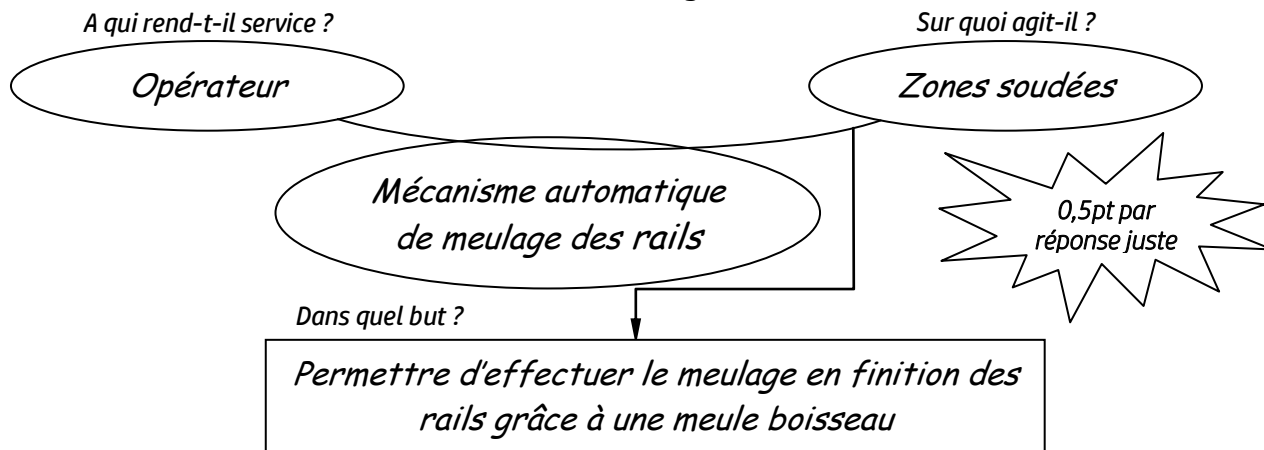 A qui rend-t-il service ?
Sur quoi agit-il ?
Opérateur
Zones soudées
Mécanisme automatique
de meulage des rails
0,5pt par
réponse juste
Dans quel but ?
Permettre d'effectuer le meulage en finition des
rails grâce à une meule boisseau